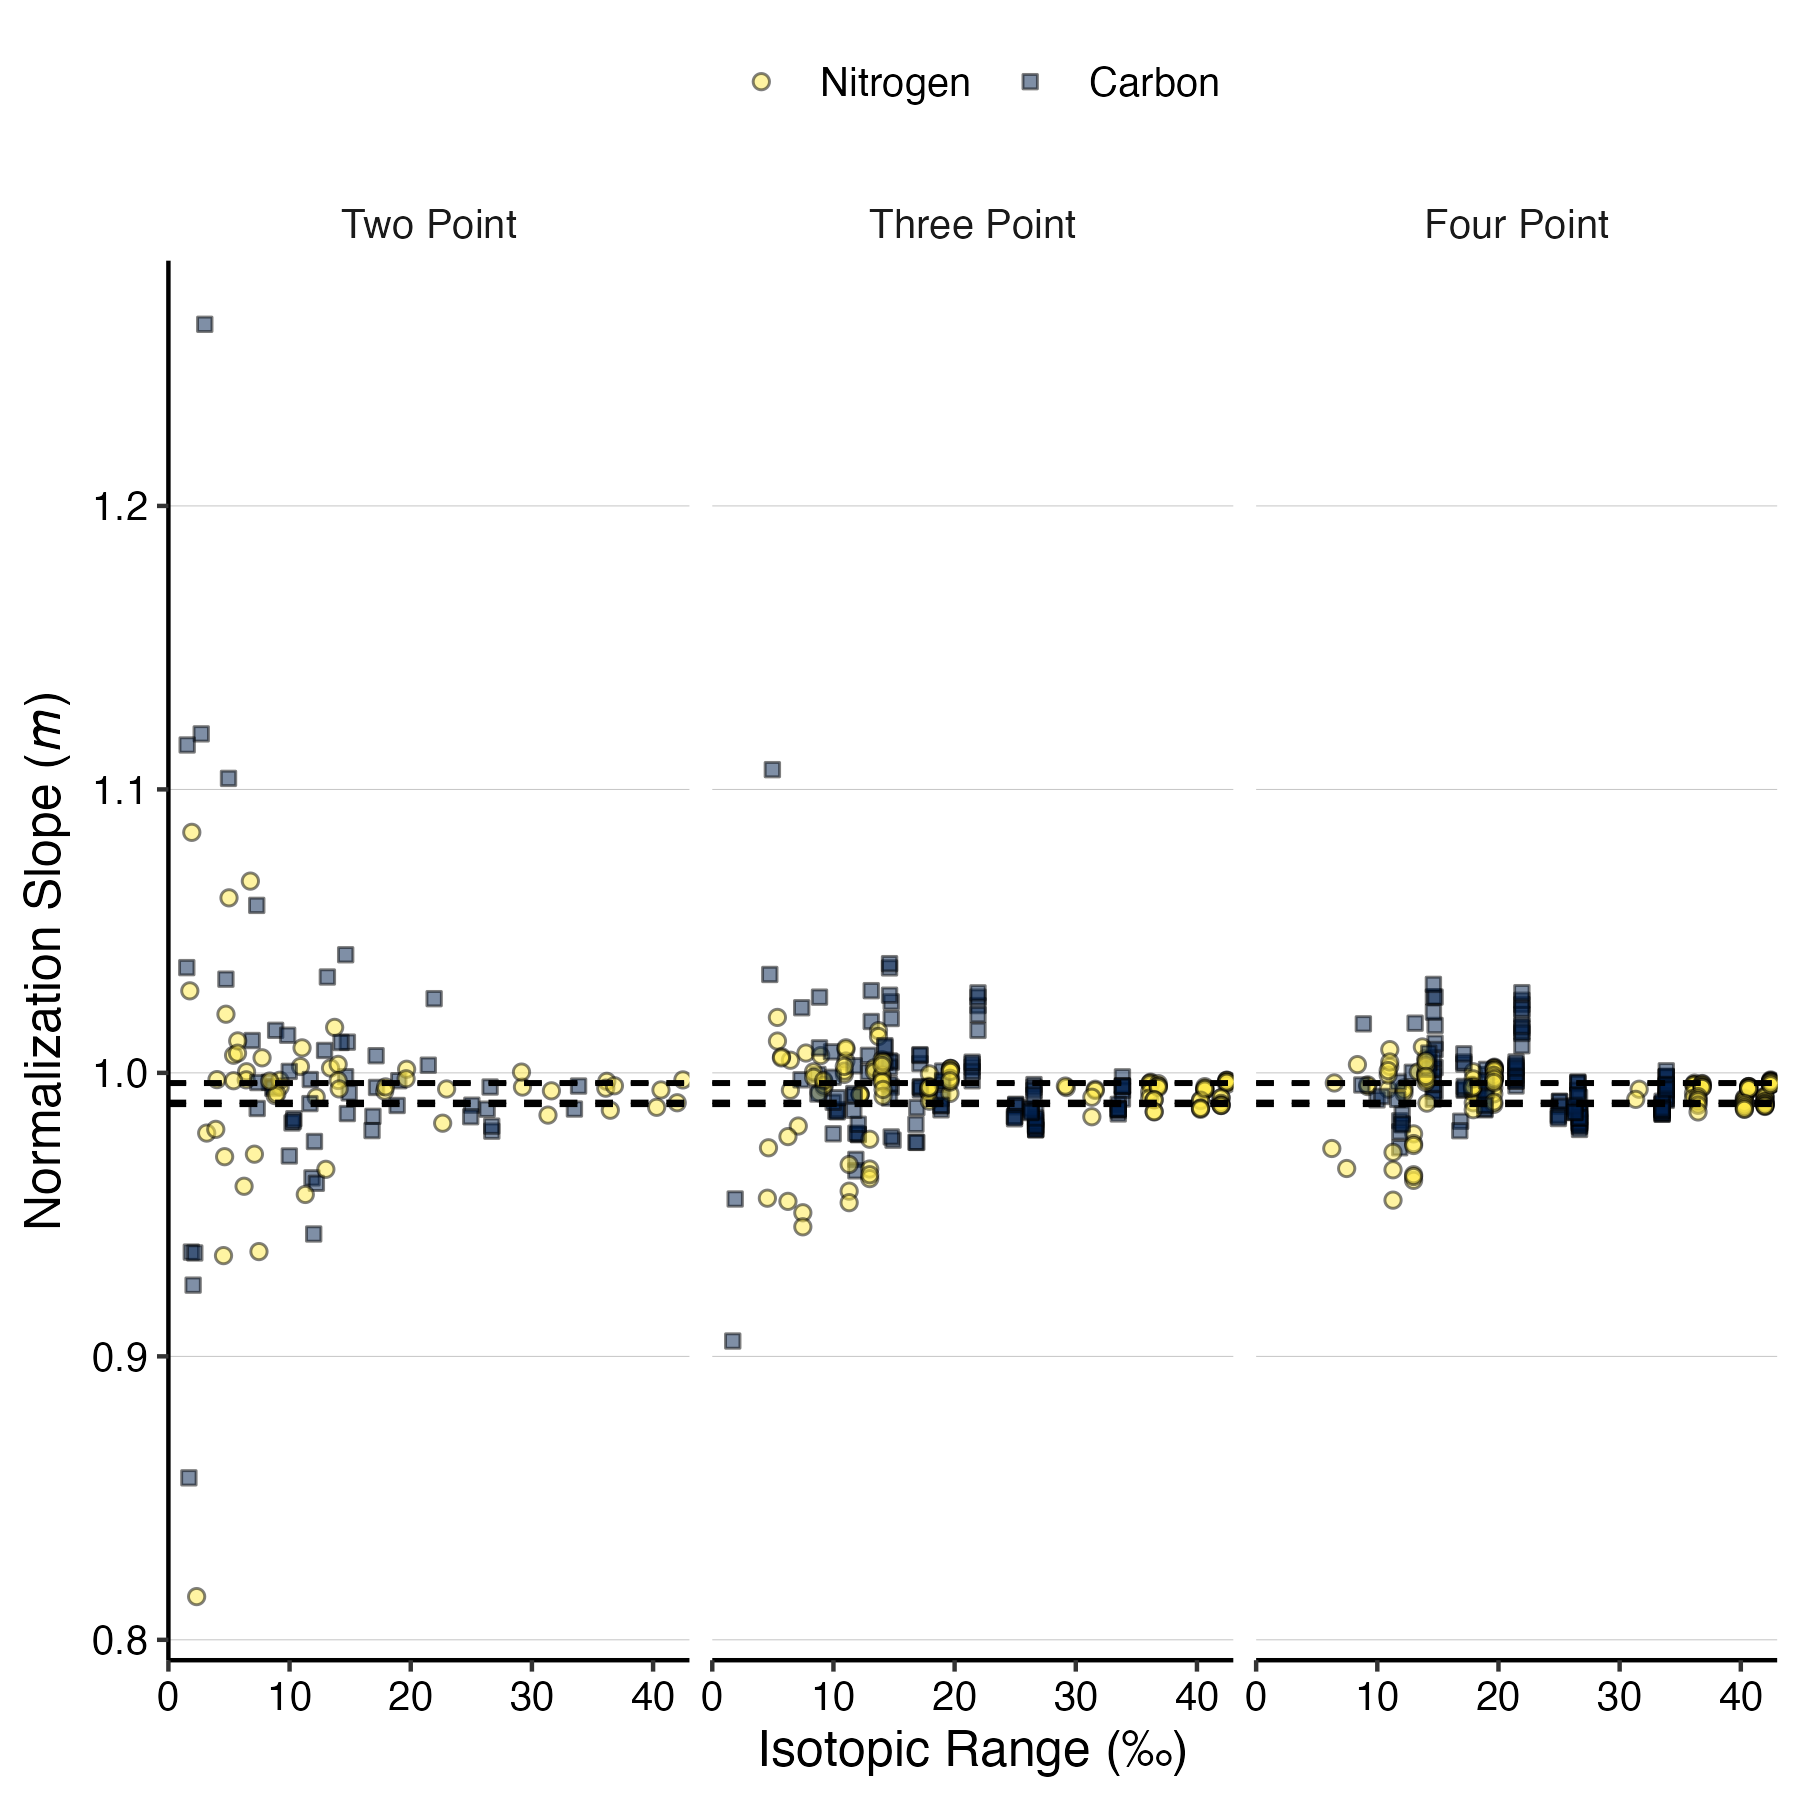 Nitrogen Carbon
Two Point Three Point Four Point
Normalization Slope (m)
1.2
1.1
1.0
0.9
0.8
0 10 20 30 40 0 10 20 30 40 0 10 20 30 40
Isotopic Range (‰)